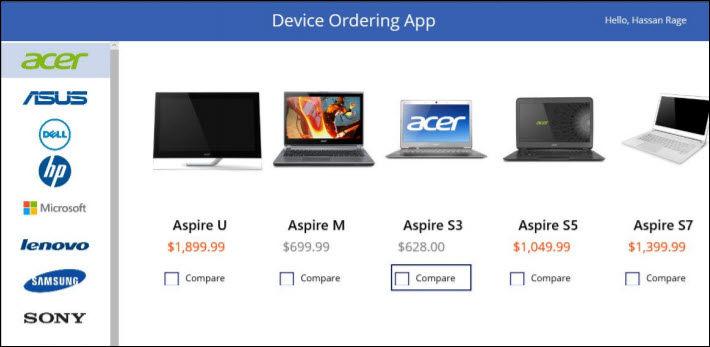 Device Ordering App
Hello, Hassan Rage
acer
ASUS
DELL
hp
Microsoft
lenovo
SAMSUNG
SONY
acer
acer
Aspire U
Aspire M
Aspire S3
Aspire S5
Aspire S7
$1,899.99
$699.99
$628.00
$1,049.99
$1,399.99
Compare
Compare
Compare
Compare
Compare